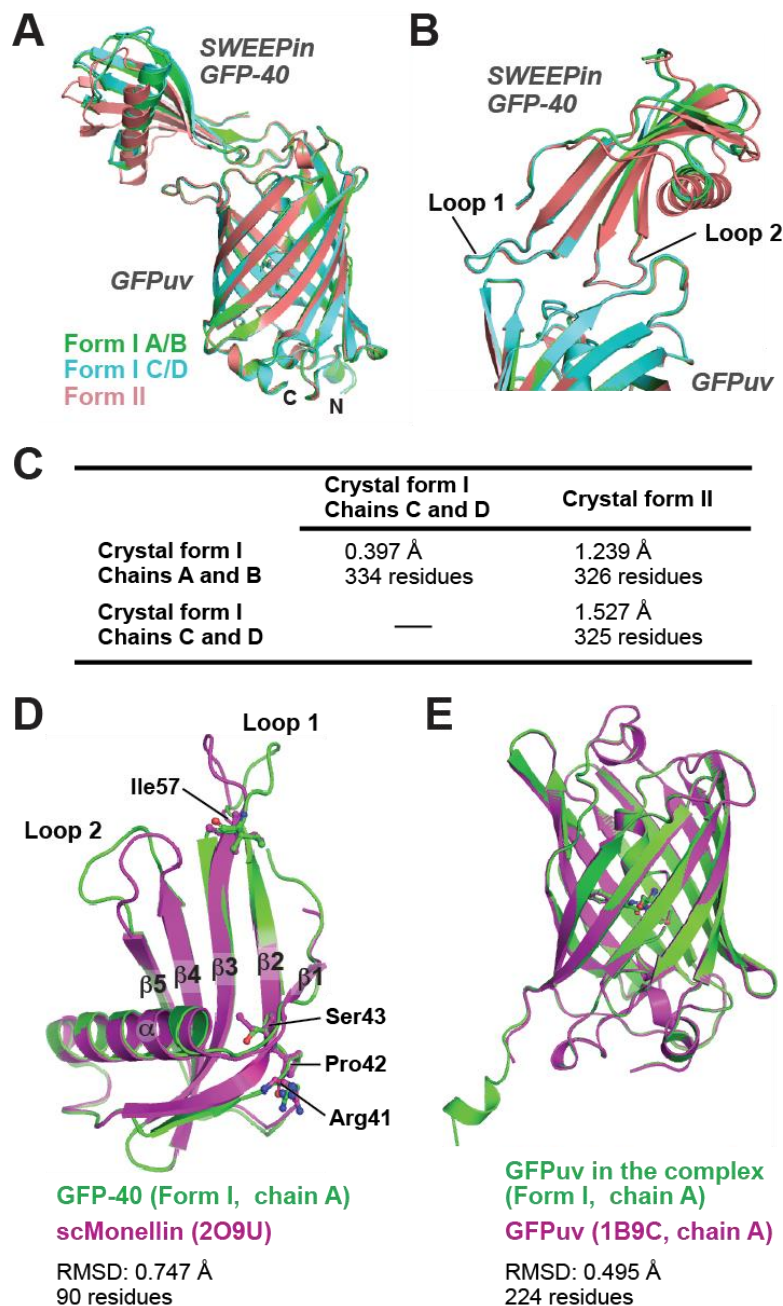 A
SWEEPin
GFP-40
GFPuv
Form I A/B
Form I C/D
Form II
C
N
B
SWEEPin
GFP-40
Loop 1
Loop 2
GFPuv
C
Crystal form I
Chains C and D
Crystal form II
Crystal form I
Chains A and B
0.397 Å
334 residues
1.239 Å
326 residues
Crystal form I
Chains C and D
—
1.527 Å
325 residues
D
Loop 1
Ile57
Loop 2
β5
β4
β3
β2
β1
α
Ser43
Pro42
Arg41
GFP-40 (Form I, chain A)
scMonellin (2O9U)
RMSD: 0.747 Å
90 residues
E
GFPuv in the complex
(Form I, chain A)
GFPuv (1B9C, chain A)
RMSD: 0.495 Å
224 residues